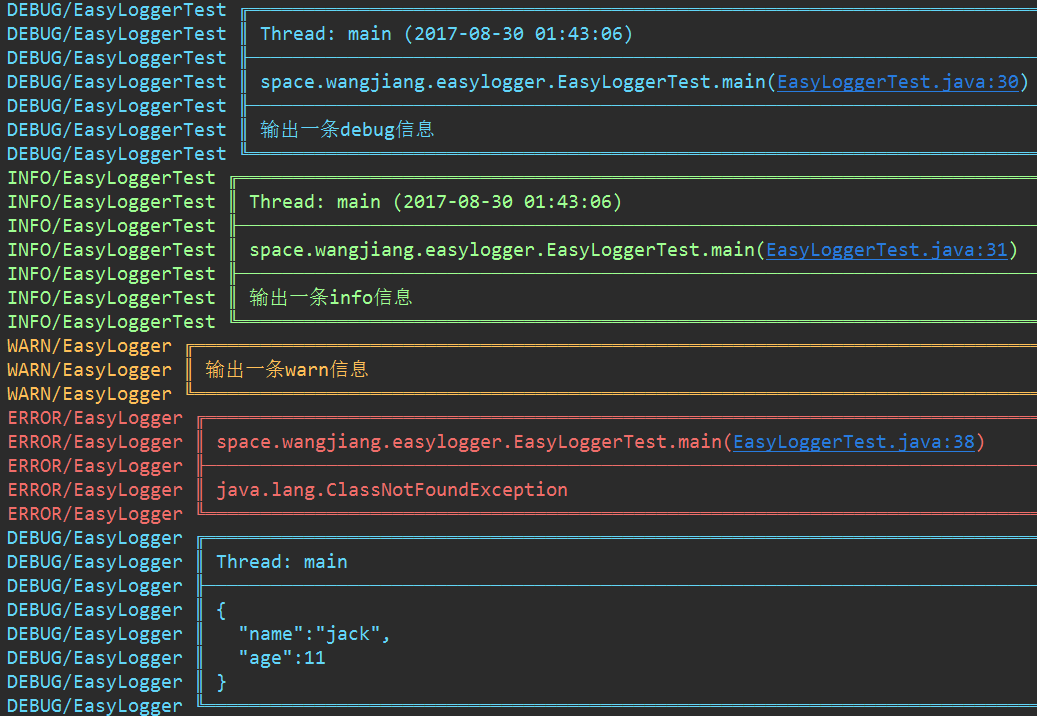 DEBUG/EasyLoggerTest ╔════════════════════════════════════════
DEBUG/EasyLoggerTest ║ Thread: main (2017-08-30 01:43:06)
DEBUG/EasyLoggerTest ╟────────────────────────────────────────
DEBUG/EasyLoggerTest ║ space.wangjiang.easylogger.EasyLoggerTest.main(EasyLoggerTest.java:30)
DEBUG/EasyLoggerTest ╟────────────────────────────────────────
DEBUG/EasyLoggerTest ║ 输出一条debug信息
DEBUG/EasyLoggerTest ╚════════════════════════════════════════
INFO/EasyLoggerTest ╔════════════════════════════════════════
INFO/EasyLoggerTest ║ Thread: main (2017-08-30 01:43:06)
INFO/EasyLoggerTest ╟────────────────────────────────────────
INFO/EasyLoggerTest ║ space.wangjiang.easylogger.EasyLoggerTest.main(EasyLoggerTest.java:31)
INFO/EasyLoggerTest ╟────────────────────────────────────────
INFO/EasyLoggerTest ║ 输出一条info信息
INFO/EasyLoggerTest ╚════════════════════════════════════════
WARN/EasyLogger ╔════════════════════════════════════════
WARN/EasyLogger ║ 输出一条warn信息
WARN/EasyLogger ╚════════════════════════════════════════
ERROR/EasyLogger ╔════════════════════════════════════════
ERROR/EasyLogger ║ space.wangjiang.easylogger.EasyLoggerTest.main(EasyLoggerTest.java:38)
ERROR/EasyLogger ╟────────────────────────────────────────
ERROR/EasyLogger ║ java.lang.ClassNotFoundException
ERROR/EasyLogger ╚════════════════════════════════════════
DEBUG/EasyLogger ╔════════════════════════════════════════
DEBUG/EasyLogger ║ Thread: main
DEBUG/EasyLogger ╟────────────────────────────────────────
DEBUG/EasyLogger ║ {
DEBUG/EasyLogger ║   "name":"jack",
DEBUG/EasyLogger ║   "age":11
DEBUG/EasyLogger ║ }
DEBUG/EasyLogger ╚════════════════════════════════════════